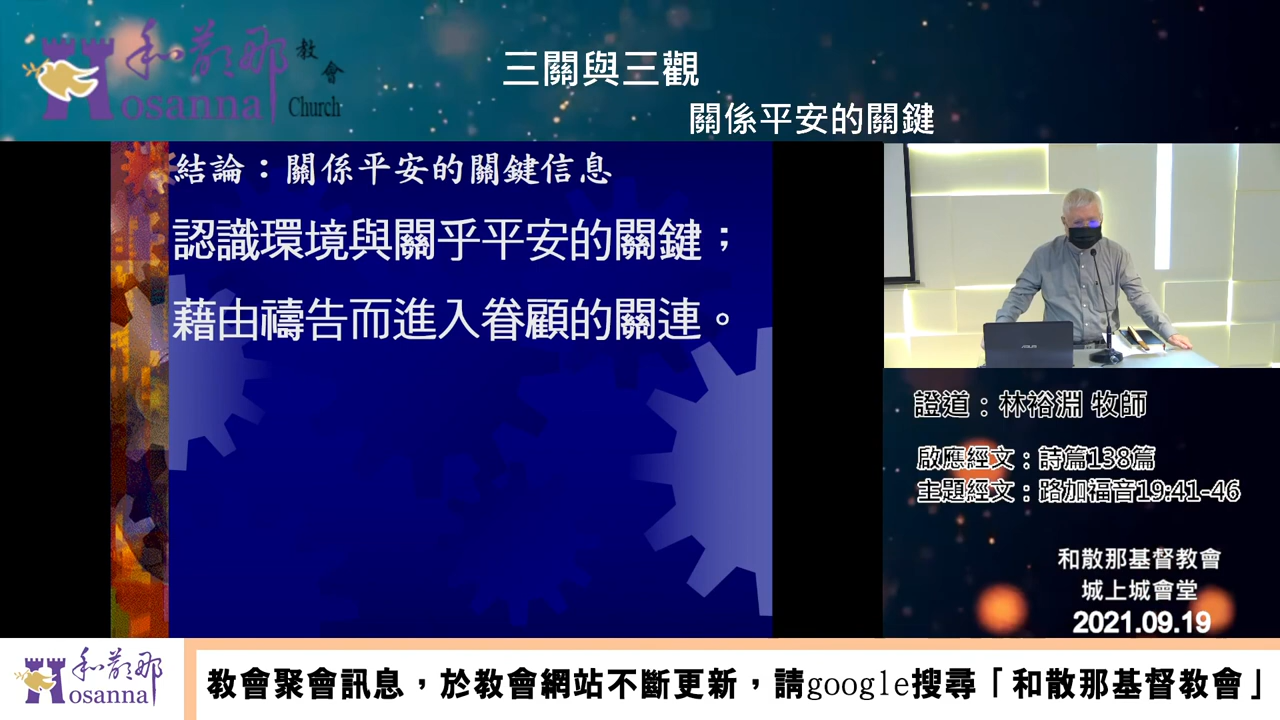 和散那教會
Hosanna Church
三關與三觀
關係平安的關鍵
結論：關係平安的關鍵信息
認識環境與關乎平安的關鍵；
藉由禱告而進入眷顧的關連。
ASUS
證道：林裕淵 牧師
啟應經文：詩篇138篇
主題經文：路加福音19:41-46
和散那基督教會
城上城會堂
2021.09.19
和散那
Hosanna
教會聚會訊息，於教會網站不斷更新，請google搜尋「和散那基督教會」